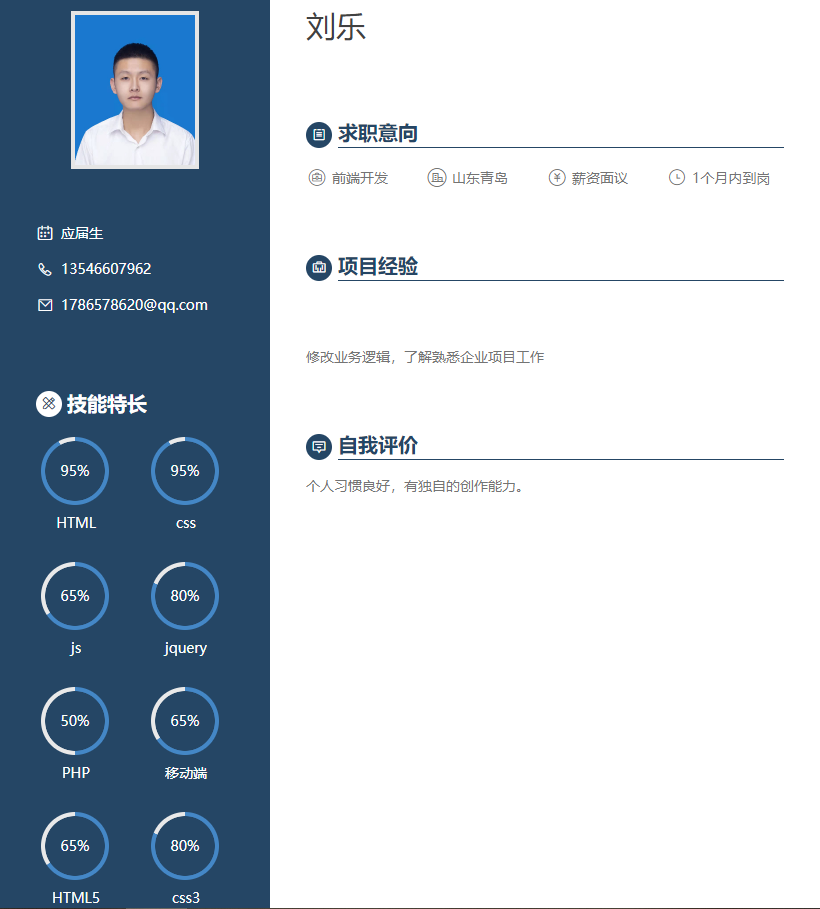 应届生
13546607962
1786578620@qq.com
技能特长
95% 95%
HTML css
65% 80%
js jquery
50% 65%
PHP 移动端
65% 80%
HTML5 css3
刘乐
求职意向
前端开发 山东青岛 薪资面议 1个月内到岗
项目经验
修改业务逻辑，了解熟悉企业项目工作
自我评价
个人习惯良好，有独自的创作能力。